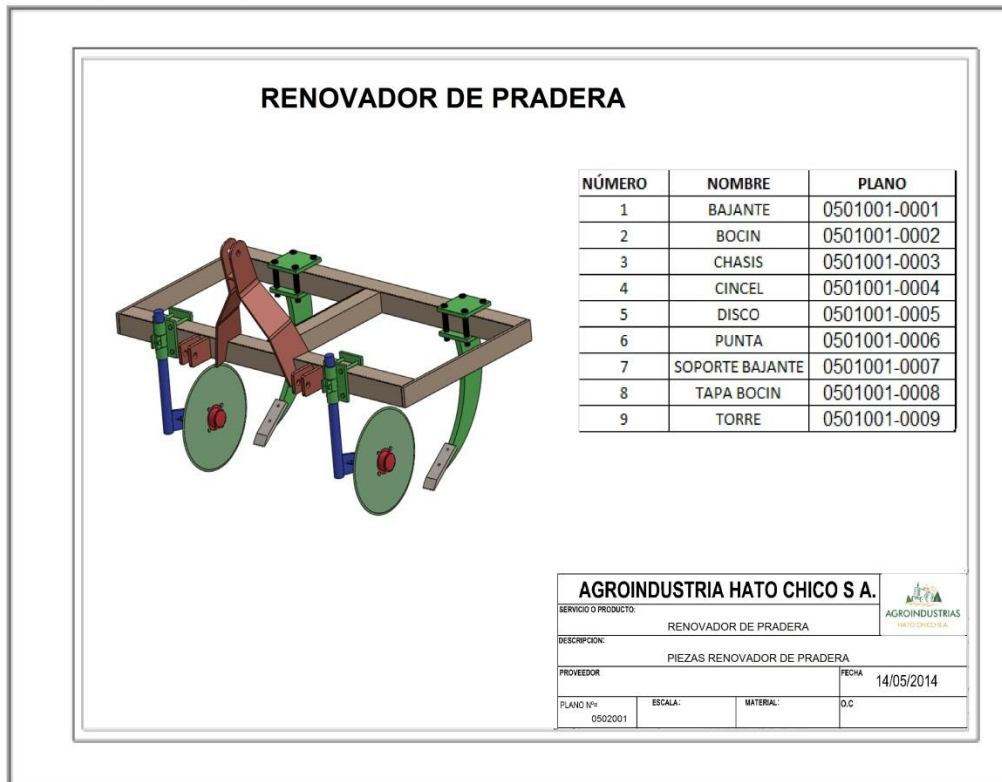 RENOVADOR DE PRADERA
NÚMERO NOMBRE PLANO
1 BAJANTE 0501001-0001
2 BOCIN 0501001-0002
3 CHASIS 0501001-0003
4 CINCEL 0501001-0004
5 DISCO 0501001-0005
6 PUNTA 0501001-0006
7 SOPORTE BAJANTE 0501001-0007
8 TAPA BOCIN 0501001-0008
9 TORRE 0501001-0009
AGROINDUSTRIA HATO CHICO S A.
AGROINDUSTRIAS
HATO CHICO S.A.
SERVICIO O PRODUCTO:
RENOVADOR DE PRADERA
DESCRIPCION:
PIEZAS RENOVADOR DE PRADERA
PROVEEDOR
FECHA 14/05/2014
PLANO Nº= ESCALA: MATERIAL: O.C
0502001